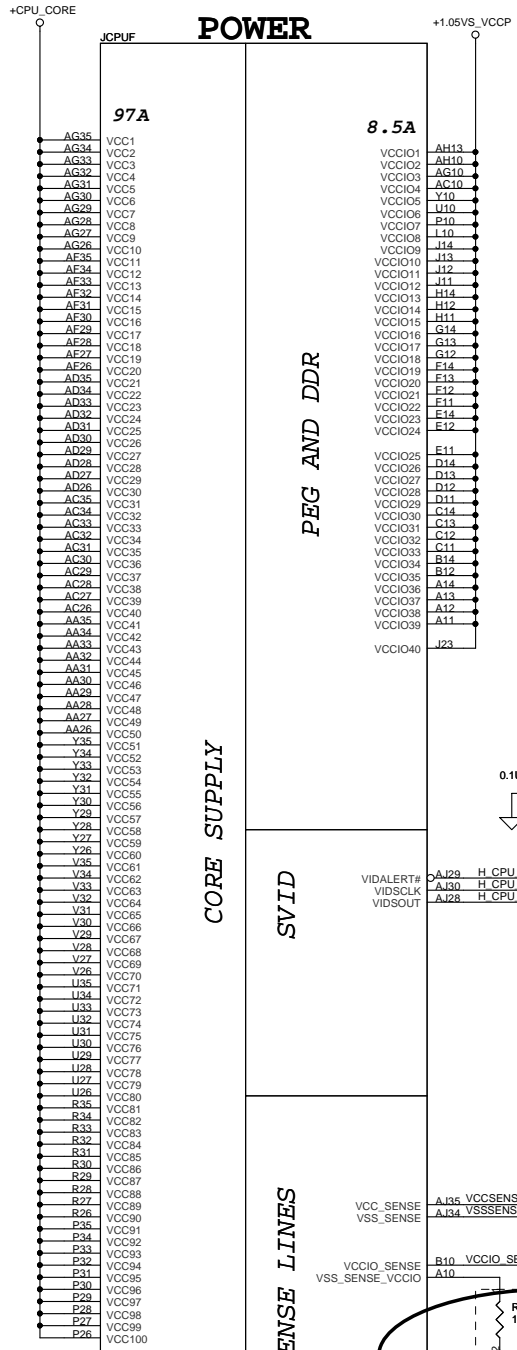 +CPU_CORE
POWER
+1.05VS_VCCP
JCPUF
97A
8.5A
AG35 VCC1
AG34 VCC2
AG33 VCC3
AG32 VCC4
AG31 VCC5
AG30 VCC6
AG29 VCC7
AG28 VCC8
AG27 VCC9
AG26 VCC10
AF35 VCC11
AF34 VCC12
AF33 VCC13
AF32 VCC14
AF31 VCC15
AF30 VCC16
AF29 VCC17
AF28 VCC18
AF27 VCC19
AF26 VCC20
AD35 VCC21
AD34 VCC22
AD33 VCC23
AD32 VCC24
AD31 VCC25
AD30 VCC26
AD29 VCC27
AD28 VCC28
AD27 VCC29
AD26 VCC30
AC35 VCC31
AC34 VCC32
AC33 VCC33
AC32 VCC34
AC31 VCC35
AC30 VCC36
AC29 VCC37
AC28 VCC38
AC27 VCC39
AC26 VCC40
AA35 VCC41
AA34 VCC42
AA33 VCC43
AA32 VCC44
AA31 VCC45
AA30 VCC46
AA29 VCC47
AA28 VCC48
AA27 VCC49
AA26 VCC50
Y35 VCC51
Y34 VCC52
Y33 VCC53
Y32 VCC54
Y31 VCC55
Y30 VCC56
Y29 VCC57
Y28 VCC58
Y27 VCC59
Y26 VCC60
V35 VCC61
V34 VCC62
V33 VCC63
V32 VCC64
V31 VCC65
V30 VCC66
V29 VCC67
V28 VCC68
V27 VCC69
V26 VCC70
U35 VCC71
U34 VCC72
U33 VCC73
U32 VCC74
U31 VCC75
U30 VCC76
U29 VCC77
U28 VCC78
U27 VCC79
U26 VCC80
R35 VCC81
R34 VCC82
R33 VCC83
R32 VCC84
R31 VCC85
R30 VCC86
R29 VCC87
R28 VCC88
R27 VCC89
R26 VCC90
P35 VCC91
P34 VCC92
P33 VCC93
P32 VCC94
P31 VCC95
P30 VCC96
P29 VCC97
P28 VCC98
P27 VCC99
P26 VCC100
CORE SUPPLY
PEG AND DDR
VCCIO1 AH13
VCCIO2 AH10
VCCIO3 AG10
VCCIO4 AC10
VCCIO5 Y10
VCCIO6 U10
VCCIO7 P10
VCCIO8 L10
VCCIO9 J14
VCCIO10 J13
VCCIO11 J12
VCCIO12 J11
VCCIO13 H14
VCCIO14 H12
VCCIO15 H11
VCCIO16 G14
VCCIO17 G13
VCCIO18 G12
VCCIO19 F14
VCCIO20 F13
VCCIO21 F12
VCCIO22 F11
VCCIO23 E14
VCCIO24 E12
VCCIO25 E11
VCCIO26 D14
VCCIO27 D13
VCCIO28 D12
VCCIO29 D11
VCCIO30 C14
VCCIO31 C13
VCCIO32 C12
VCCIO33 C11
VCCIO34 B14
VCCIO35 B12
VCCIO36 A14
VCCIO37 A13
VCCIO38 A12
VCCIO39 A11
VCCIO40 J23
SVID
VIDALERT# AJ29 H_CPU_
VIDSCLK AJ30 H_CPU_
VIDSOUT AJ28 H_CPU_
ENSE LINES
VCC_SENSE AJ35 VCCSENS
VSS_SENSE AJ34 VSSSENS
VCCIO_SENSE B10 VCCIO_SE
VSS_SENSE_VCCIO A10